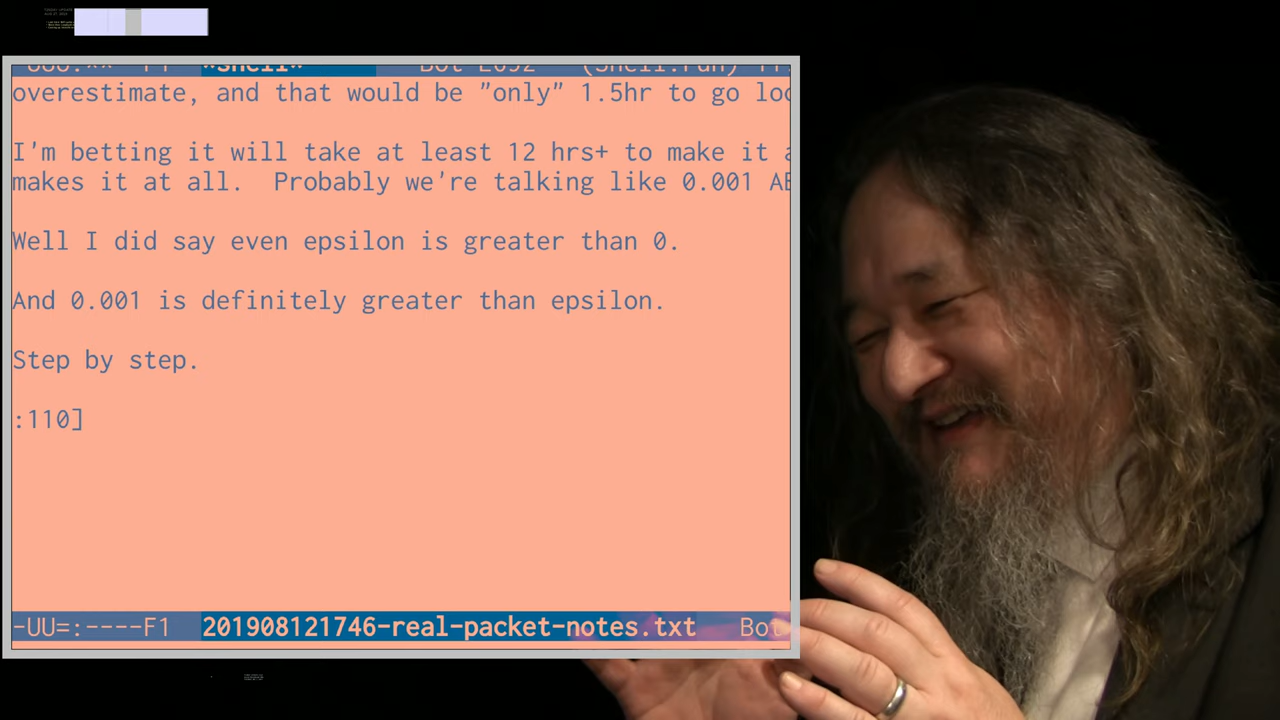 *shell*
overestimate, and that would be "only" 1.5hr to go
I'm betting it will take at least 12 hrs+ to make it
makes it at all.  Probably we're talking like 0.001
Well I did say even epsilon is greater than 0.
And 0.001 is definitely greater than epsilon.
Step by step.
:110]
-UU=:----F1  201908121746-real-packet-notes.txt   Bot